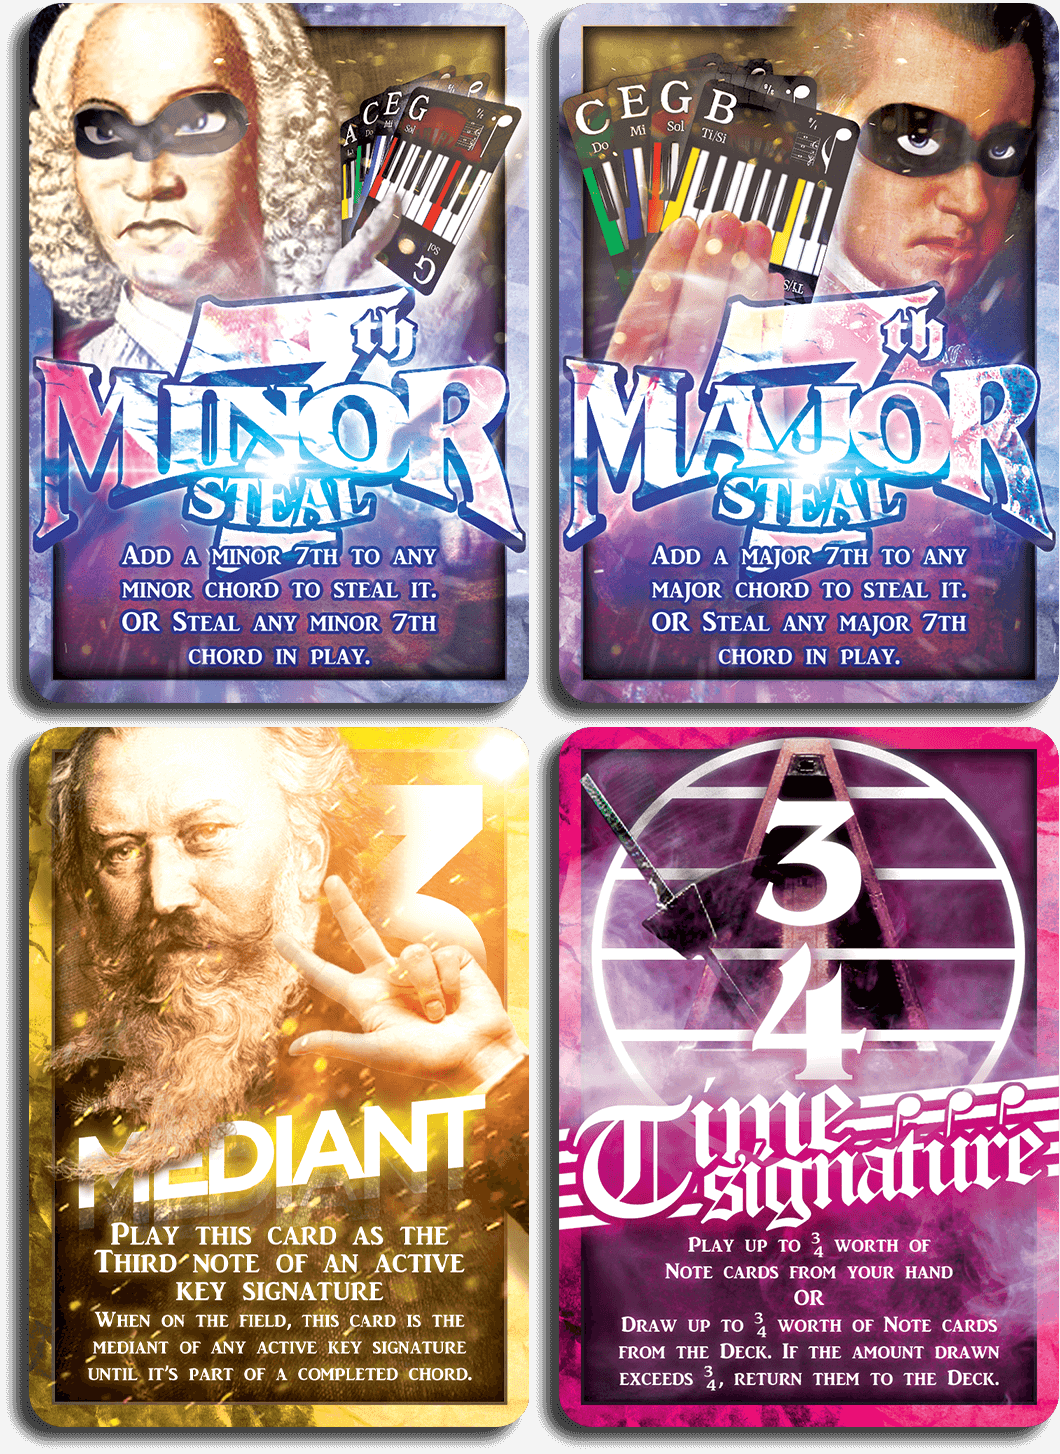 A
C
Do
E
Mi
G
Sol
Sol
G
7th
MINOR
STEAL
ADD A MINOR 7TH TO ANY
MINOR CHORD TO STEAL IT.
OR STEAL ANY MINOR 7TH
CHORD IN PLAY.
C
Do
E
Mi
G
Sol
B
Ti/Si
Ti/Si
7th
MAJOR
STEAL
ADD A MAJOR 7TH TO ANY
MAJOR CHORD TO STEAL IT.
OR STEAL ANY MAJOR 7TH
CHORD IN PLAY.
3
MEDIANT
PLAY THIS CARD AS THE
THIRD NOTE OF AN ACTIVE
KEY SIGNATURE
WHEN ON THE FIELD, THIS CARD IS THE
MEDIANT OF ANY ACTIVE KEY SIGNATURE
UNTIL IT'S PART OF A COMPLETED CHORD.
3
4
Time
signature
PLAY UP TO 3/4 WORTH OF
NOTE CARDS FROM YOUR HAND
OR
DRAW UP TO 3/4 WORTH OF NOTE CARDS
FROM THE DECK. IF THE AMOUNT DRAWN
EXCEEDS 3/4, RETURN THEM TO THE DECK.